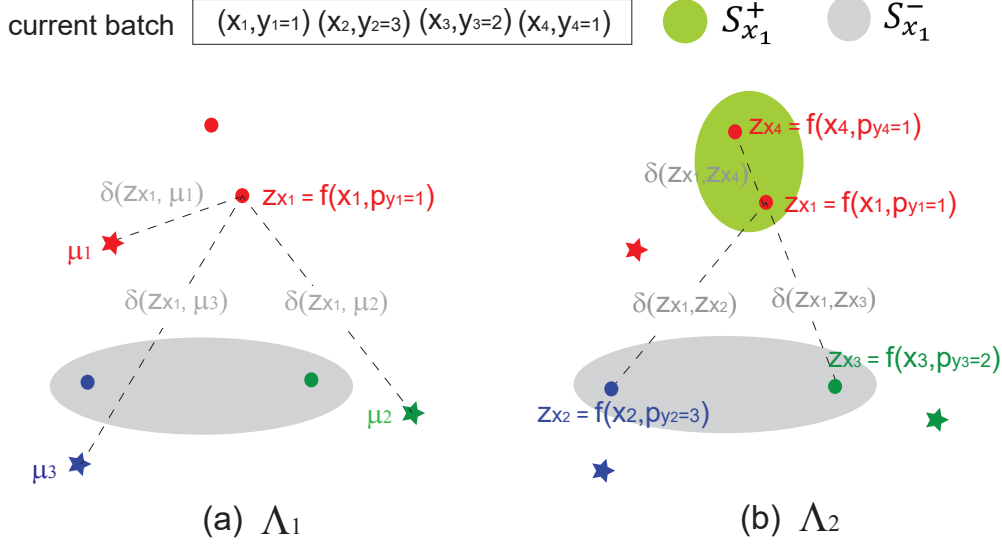 current batch (x₁,y₁=1) (x₂,y₂=3) (x₃,y₃=2) (x₄,y₄=1) S⁺ₓ₁ S⁻ₓ₁
δ(zx₁, μ₁)
zx₁ = f(x₁,py₁=1)
μ₁
δ(zx₁, μ₃)
δ(zx₁, μ₂)
μ₂
μ₃
(a) Λ₁
zx₄ = f(x₄,py₄=1)
δ(zx₁,zx₄)
zx₁ = f(x₁,py₁=1)
δ(zx₁,zx₂)
δ(zx₁,zx₃)
zx₃ = f(x₃,py₃=2)
zx₂ = f(x₂,py₂=3)
(b) Λ₂